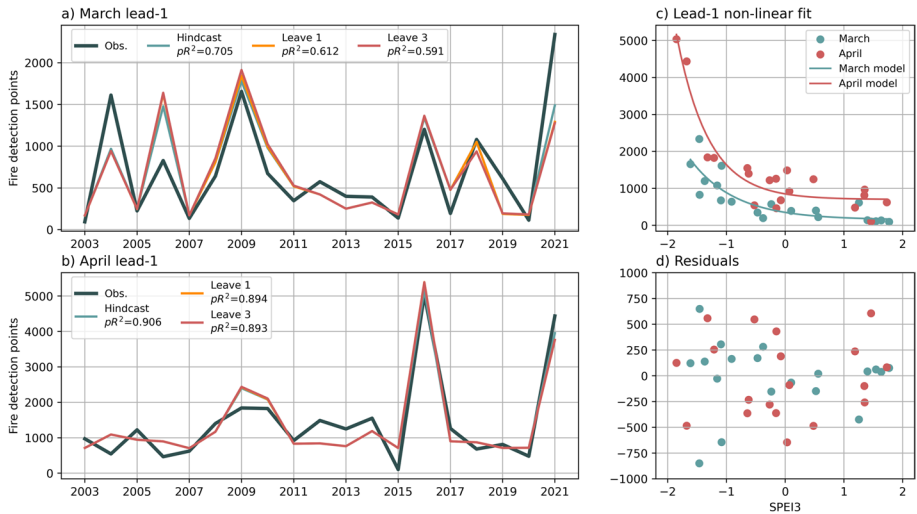 a) March lead-1
Fire detection points
2000
1500
1000
500
0
Obs.
Hindcast
pR²=0.705
Leave 1
pR²=0.612
Leave 3
pR²=0.591
2003 2005 2007 2009 2011 2013 2015 2017 2019 2021
b) April lead-1
Fire detection points
5000
4000
3000
2000
1000
0
Obs.
Hindcast
pR²=0.906
Leave 1
pR²=0.894
Leave 3
pR²=0.893
2003 2005 2007 2009 2011 2013 2015 2017 2019 2021
c) Lead-1 non-linear fit
5000
4000
3000
2000
1000
0
March
April
March model
April model
−2 −1 0 1 2
d) Residuals
1000
750
500
250
0
−250
−500
−750
−1000
−2 −1 0 1 2
SPEI3